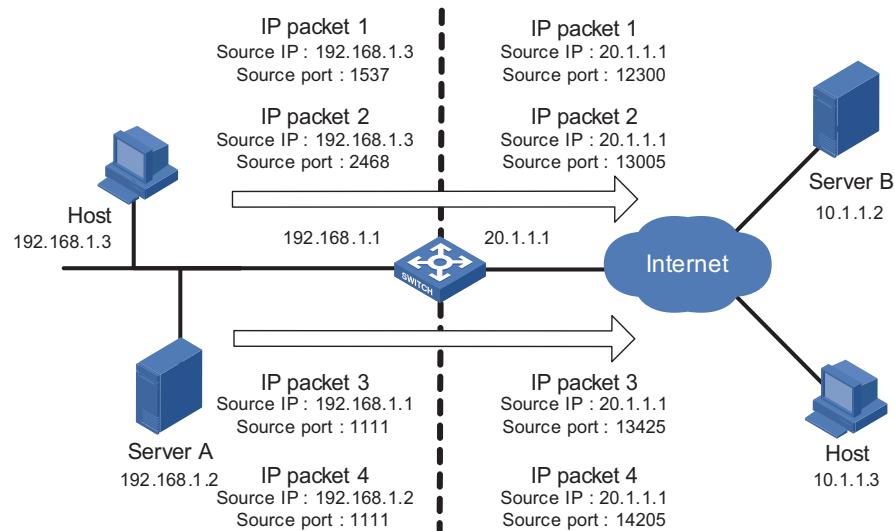 IP packet 1
Source IP : 192.168.1.3
Source port : 1537
IP packet 1
Source IP : 20.1.1.1
Source port : 12300
IP packet 2
Source IP : 192.168.1.3
Source port : 2468
IP packet 2
Source IP : 20.1.1.1
Source port : 13005
Host
192.168.1.3
Server B
10.1.1.2
192.168.1.1
20.1.1.1
SWITCH
Internet
IP packet 3
Source IP : 192.168.1.1
Source port : 1111
IP packet 3
Source IP : 20.1.1.1
Source port : 13425
Server A
192.168.1.2
Host
10.1.1.3
IP packet 4
Source IP : 192.168.1.2
Source port : 1111
IP packet 4
Source IP : 20.1.1.1
Source port : 14205